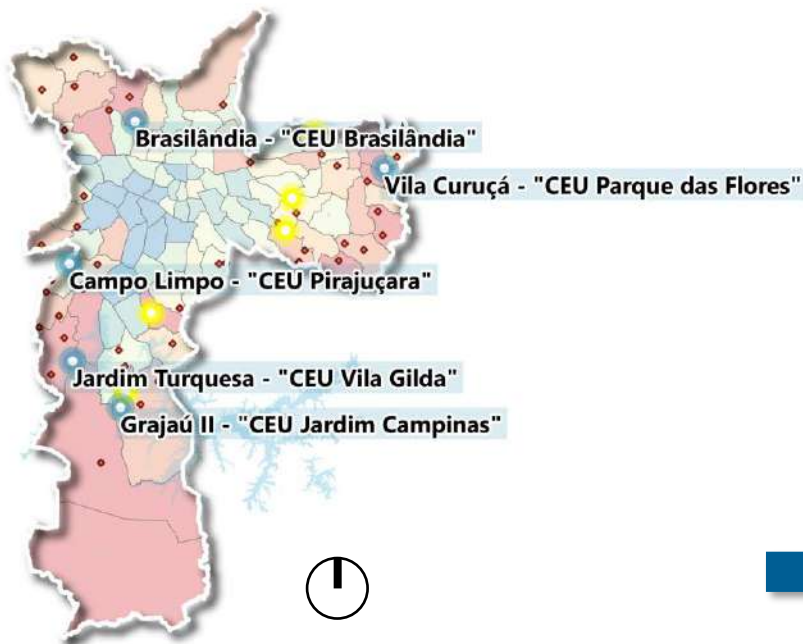 Brasilândia - "CEU Brasilândia"
Vila Curuçá - "CEU Parque das Flores"
Campo Limpo - "CEU Pirajuçara"
Jardim Turquesa - "CEU Vila Gilda"
Grajaú II - "CEU Jardim Campinas"